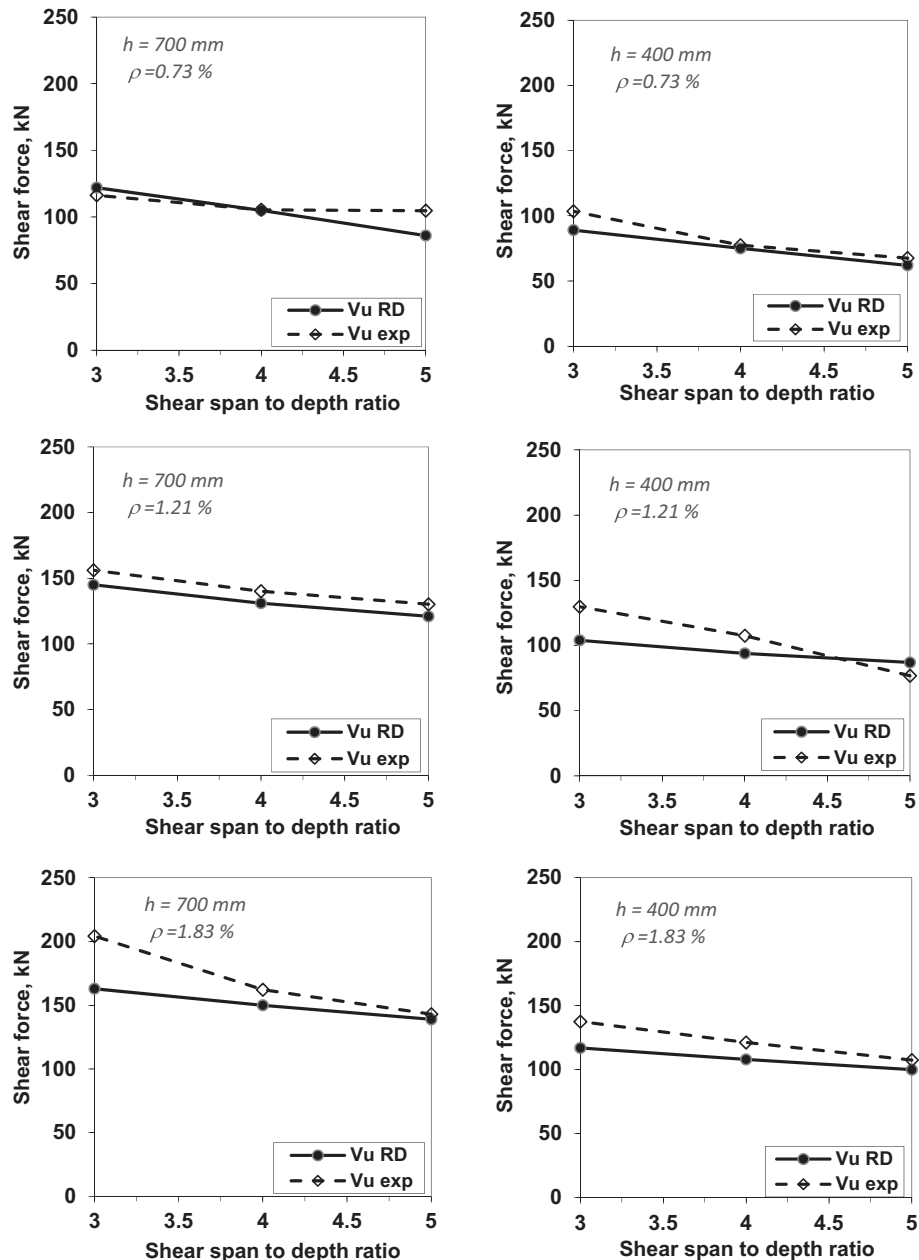 250
200
150
100
50
0
Shear force, kN
h = 700 mm
ρ =0.73 %
Vu RD
Vu exp
3 3.5 4 4.5 5
Shear span to depth ratio
250
200
150
100
50
0
Shear force, kN
h = 400 mm
ρ =0.73 %
Vu RD
Vu exp
3 3.5 4 4.5 5
Shear span to depth ratio
250
200
150
100
50
0
Shear force, kN
h = 700 mm
ρ =1.21 %
Vu RD
Vu exp
3 3.5 4 4.5 5
Shear span to depth ratio
250
200
150
100
50
0
Shear force, kN
h = 400 mm
ρ =1.21 %
Vu RD
Vu exp
3 3.5 4 4.5 5
Shear span to depth ratio
250
200
150
100
50
0
Shear force, kN
h = 700 mm
ρ =1.83 %
Vu RD
Vu exp
3 3.5 4 4.5 5
Shear span to depth ratio
250
200
150
100
50
0
Shear force, kN
h = 400 mm
ρ =1.83 %
Vu RD
Vu exp
3 3.5 4 4.5 5
Shear span to depth ratio